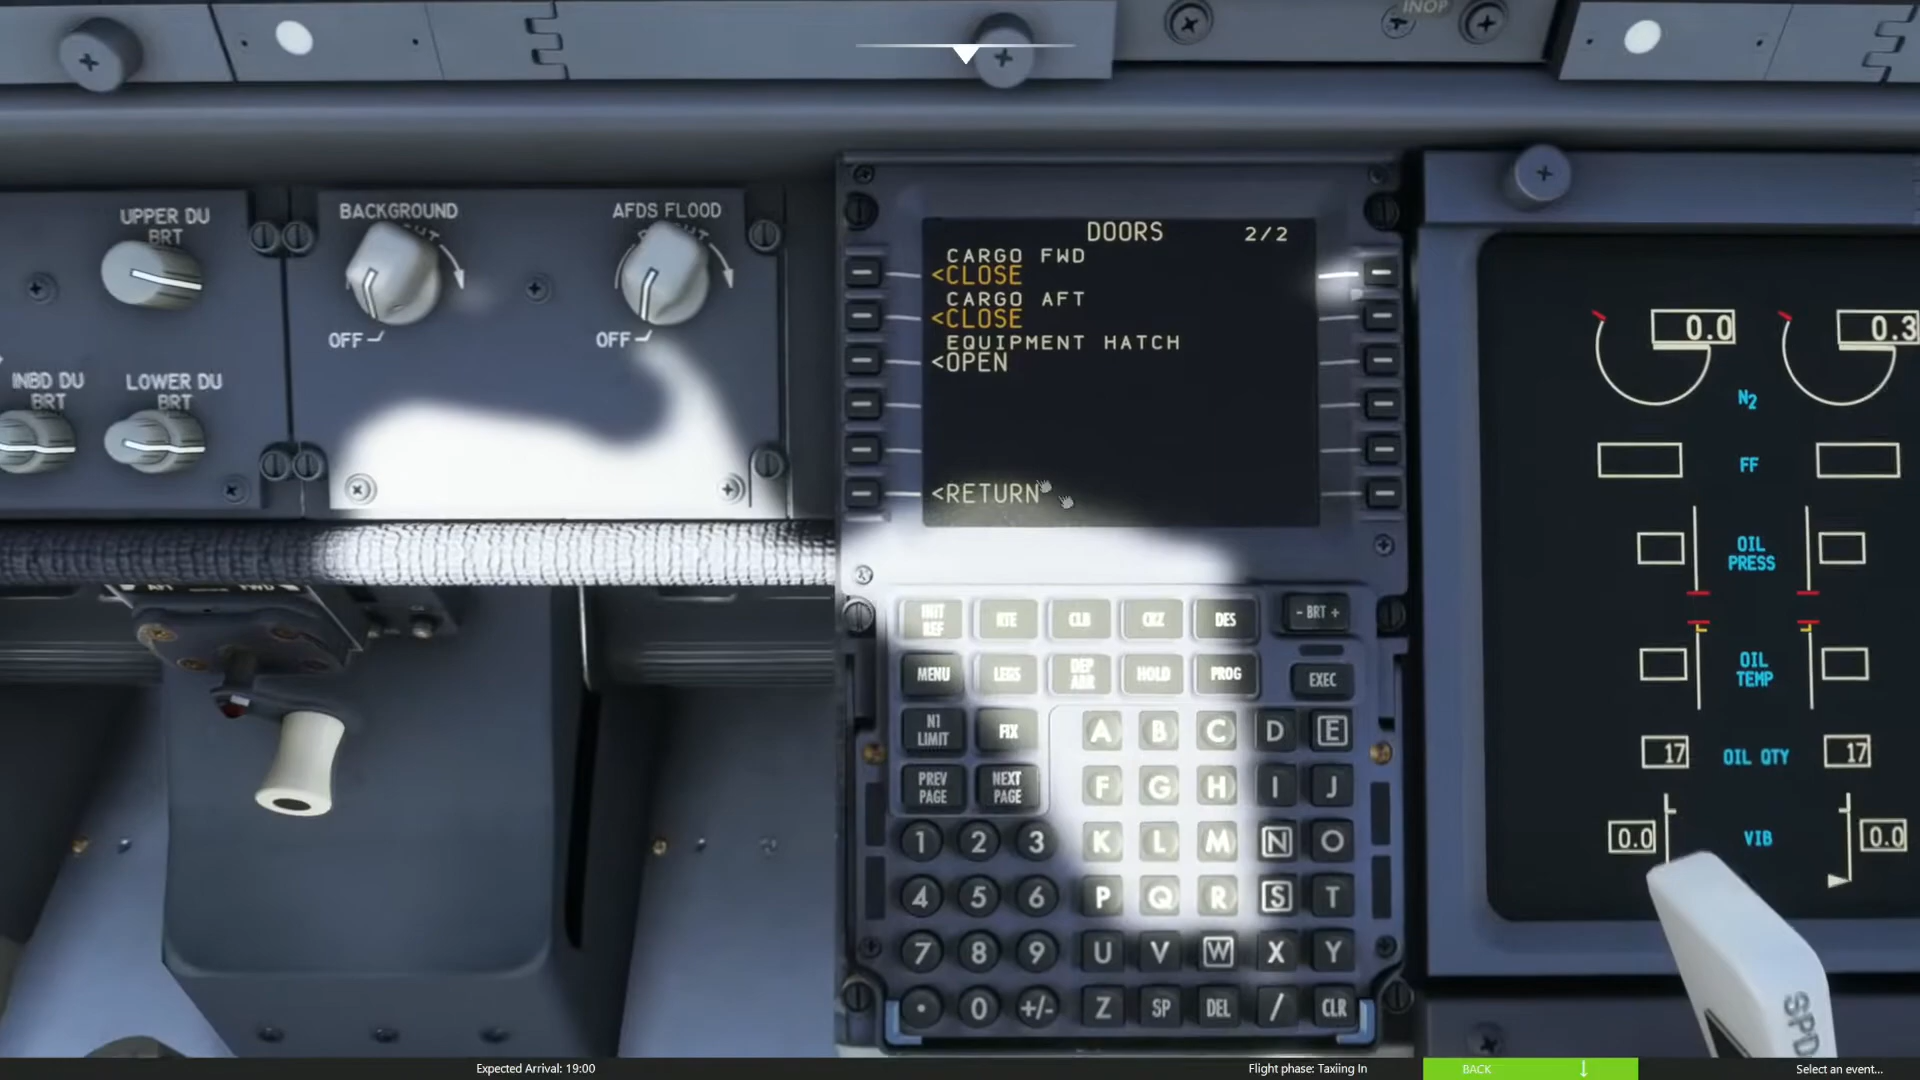 INOP
UPPER DU
BRT
BACKGROUND
OFF
AFDS FLOOD
OFF
INBD DU
BRT
LOWER DU
BRT
AFT
FWD
DOORS 2/2
CARGO FWD
<CLOSE
CARGO AFT
<CLOSE
EQUIPMENT HATCH
<OPEN
<RETURN
INIT
REF
RTE
CLB
CRZ
DES
- BRT +
MENU
LEGS
DEP
ARR
HOLD
PROG
EXEC
N1
LIMIT
FIX
PREV
PAGE
NEXT
PAGE
A B C D E
F G H I J
1 2 3 K L M N O
4 5 6 P Q R S T
7 8 9 U V W X Y
. 0 +/- Z SP DEL / CLR
0.0 0.3
N2
FF
OIL
PRESS
OIL
TEMP
17 OIL QTY 17
0.0 VIB 0.0
SPD
Expected Arrival: 19:00
Flight phase: Taxiing In
BACK
Select an event...